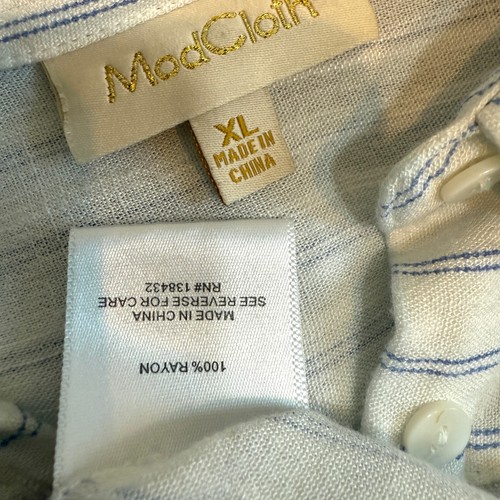 ModCloth
XL
MADE IN
CHINA
100% RAYON
MADE IN CHINA
SEE REVERSE FOR CARE
RN# 138432